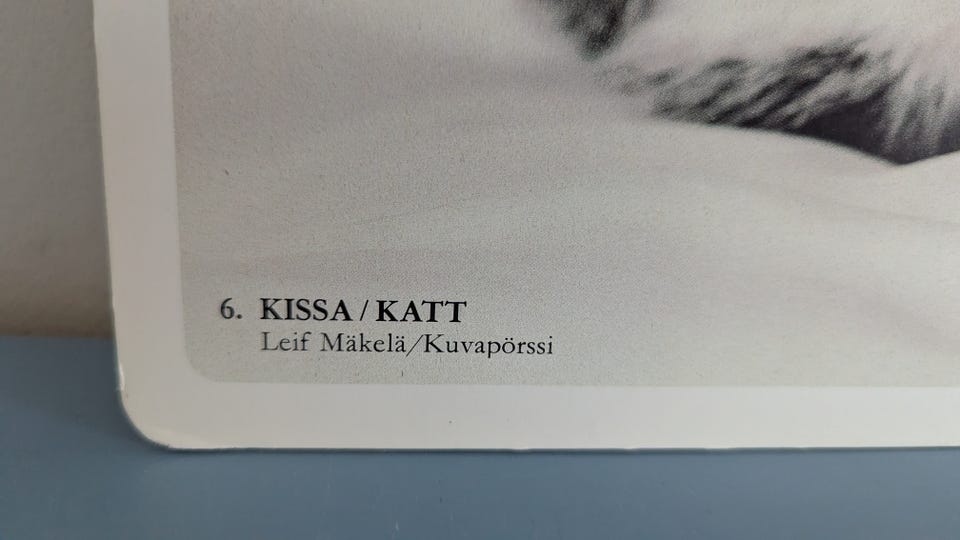 6. KISSA / KATT
Leif Mäkelä/Kuvapörssi